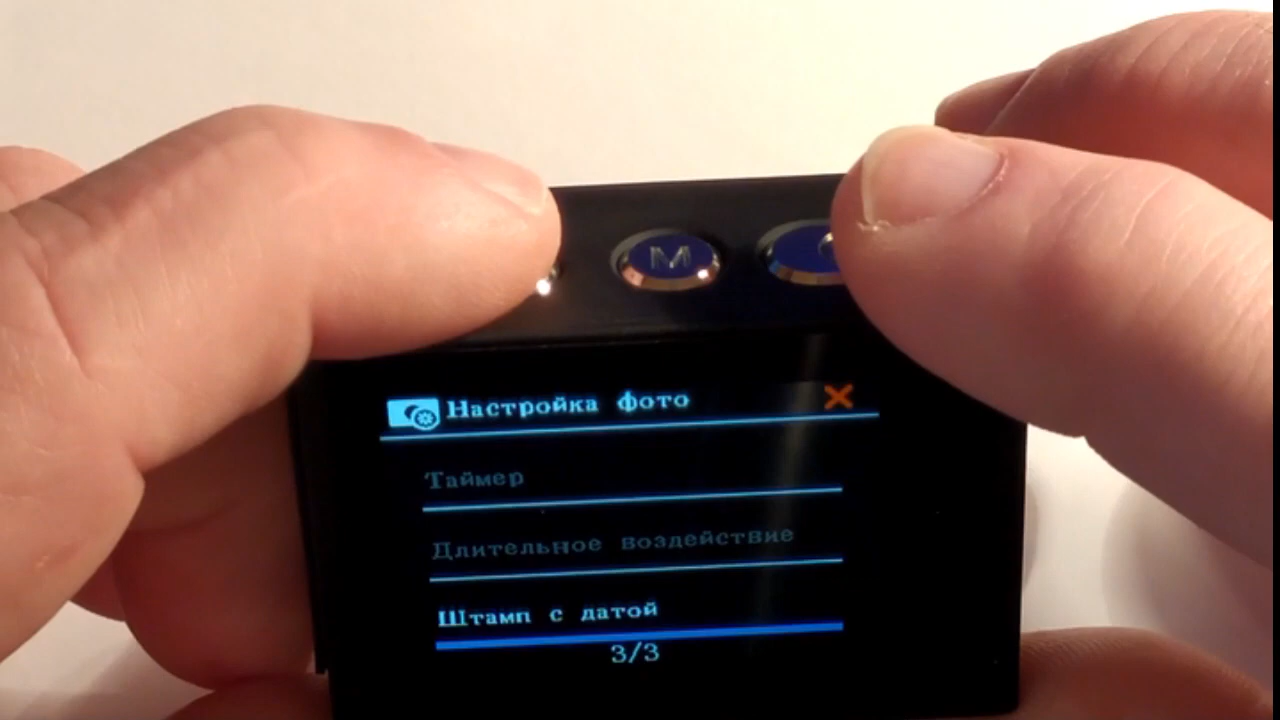 M
Настройка фото
Таймер
Длительное воздействие
Штамп с датой
3/3